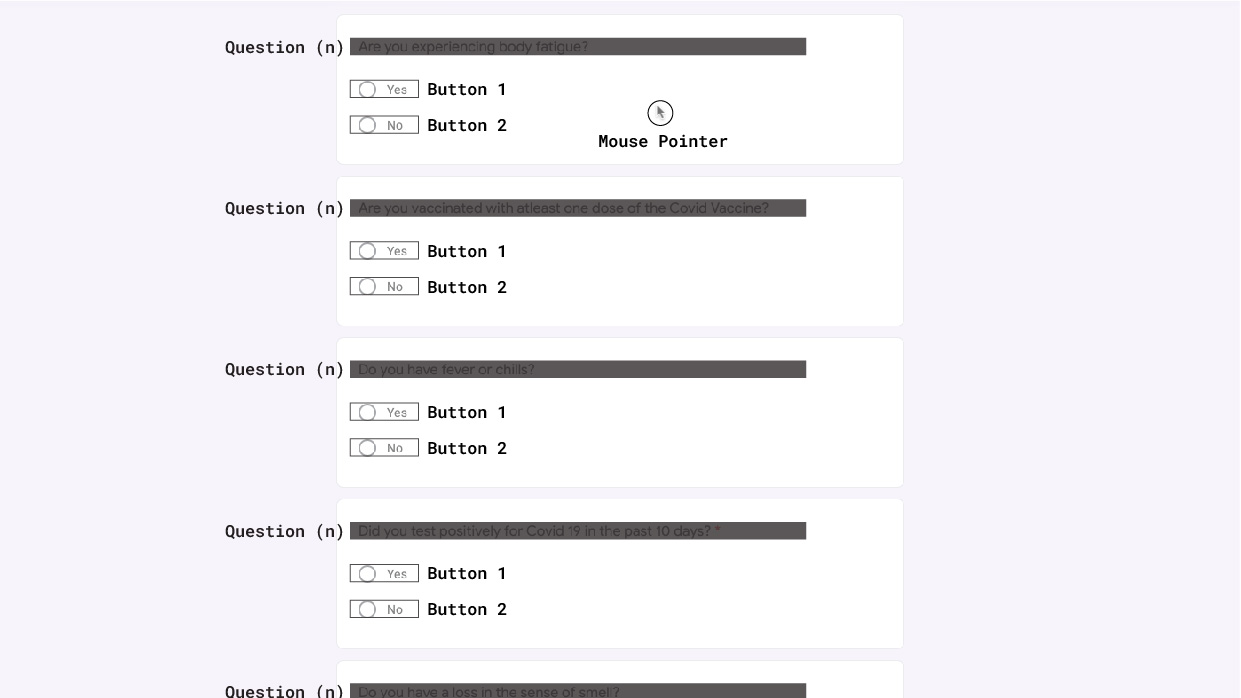 Question (n) Are you experiencing body fatigue?
Yes Button 1
No Button 2
Mouse Pointer
Question (n) Are you vaccinated with atleast one dose of the Covid Vaccine?
Yes Button 1
No Button 2
Question (n) Do you have fever or chills?
Yes Button 1
No Button 2
Question (n) Did you test positively for Covid 19 in the past 10 days? *
Yes Button 1
No Button 2
Question (n) Do you have a loss in the sense of smell?